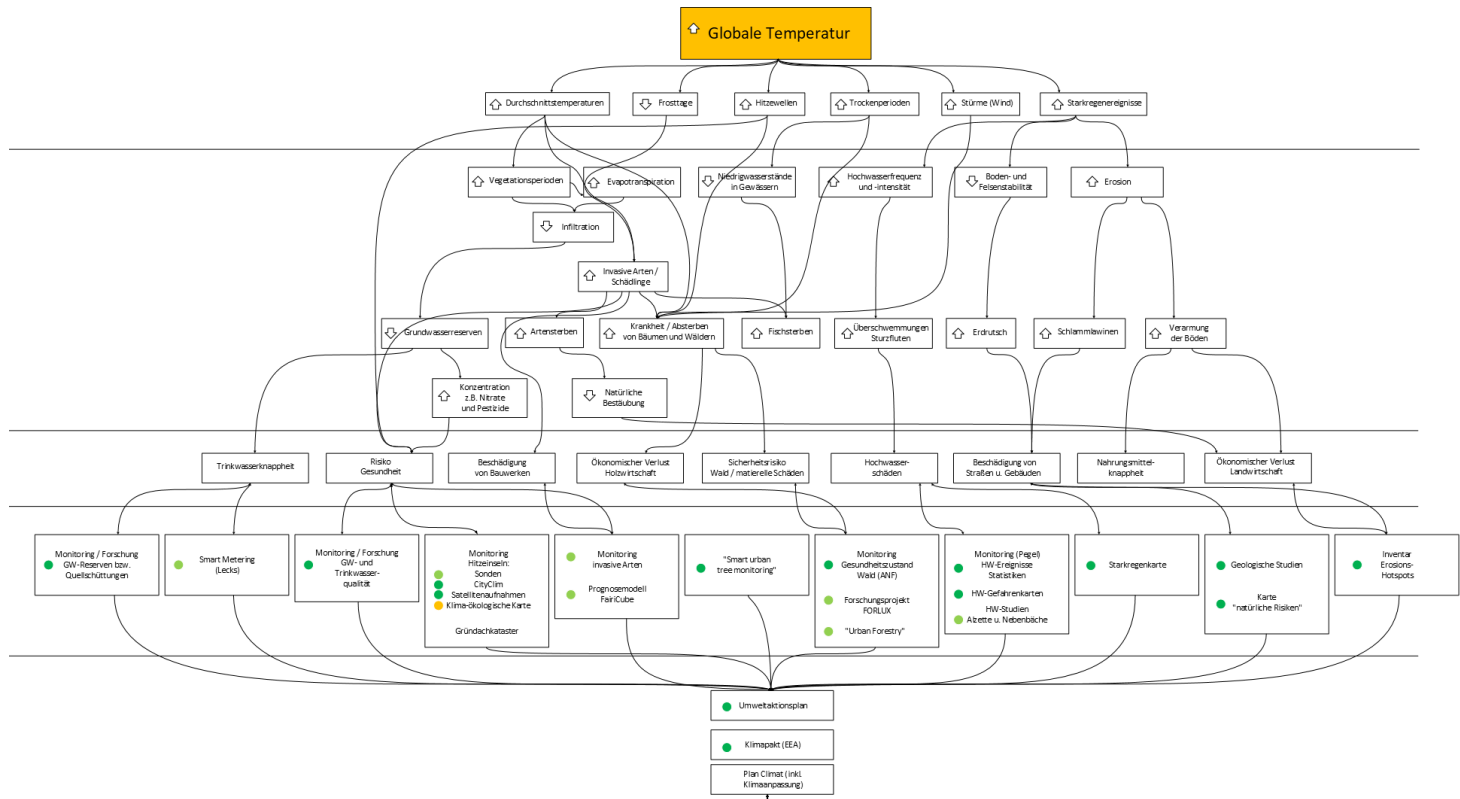 Globale Temperatur
Durchschnittstemperaturen
Frosttage
Hitzewellen
Trockenperioden
Stürme (Wind)
Starkregenereignisse
Vegetationsperioden
Evapotranspiration
Niedrigwasserstände
in Gewässern
Hochwasserfrequenz
und -intensität
Boden- und
Felsenstabilität
Erosion
Infiltration
Invasive Arten /
Schädlinge
Grundwasserreserven
Artensterben
Krankheit / Absterben
von Bäumen und Wäldern
Fischsterben
Überschwemmungen
Sturzfluten
Erdrutsch
Schlammlawinen
Verarmung
der Böden
Konzentration
z.B. Nitrate
und Pestizide
Natürliche
Bestäubung
Trinkwasserknappheit
Risiko
Gesundheit
Beschädigung
von Bauwerken
Ökonomischer Verlust
Holzwirtschaft
Sicherheitsrisiko
Wald / matierelle Schäden
Hochwasser-
schäden
Beschädigung von
Straßen u. Gebäuden
Nahrungsmittel-
knappheit
Ökonomischer Verlust
Landwirtschaft
Monitoring / Forschung
GW-Reserven bzw.
Quellschüttungen
Smart Metering
(Lecks)
Monitoring / Forschung
GW- und
Trinkwasser-
qualität
Monitoring
Hitzeinseln:
Sonden
CityClim
Satellitenaufnahmen
Klima-ökologische Karte
Gründachkataster
Monitoring
invasive Arten
Prognosemodell
FairiCube
"Smart urban
tree monitoring"
Monitoring
Gesundheitszustand
Wald (ANF)
Forschungsprojekt
FORLUX
"Urban Forestry"
Monitoring (Pegel)
HW-Ereignisse
Statistiken
HW-Gefahrenkarten
HW-Studien
Alzette u. Nebenbäche
Starkregenkarte
Geologische Studien
Karte
"natürliche Risiken"
Inventar
Erosions-
Hotspots
Umweltaktionsplan
Klimapakt (EEA)
Plan Climat (inkl.
Klimaanpassung)